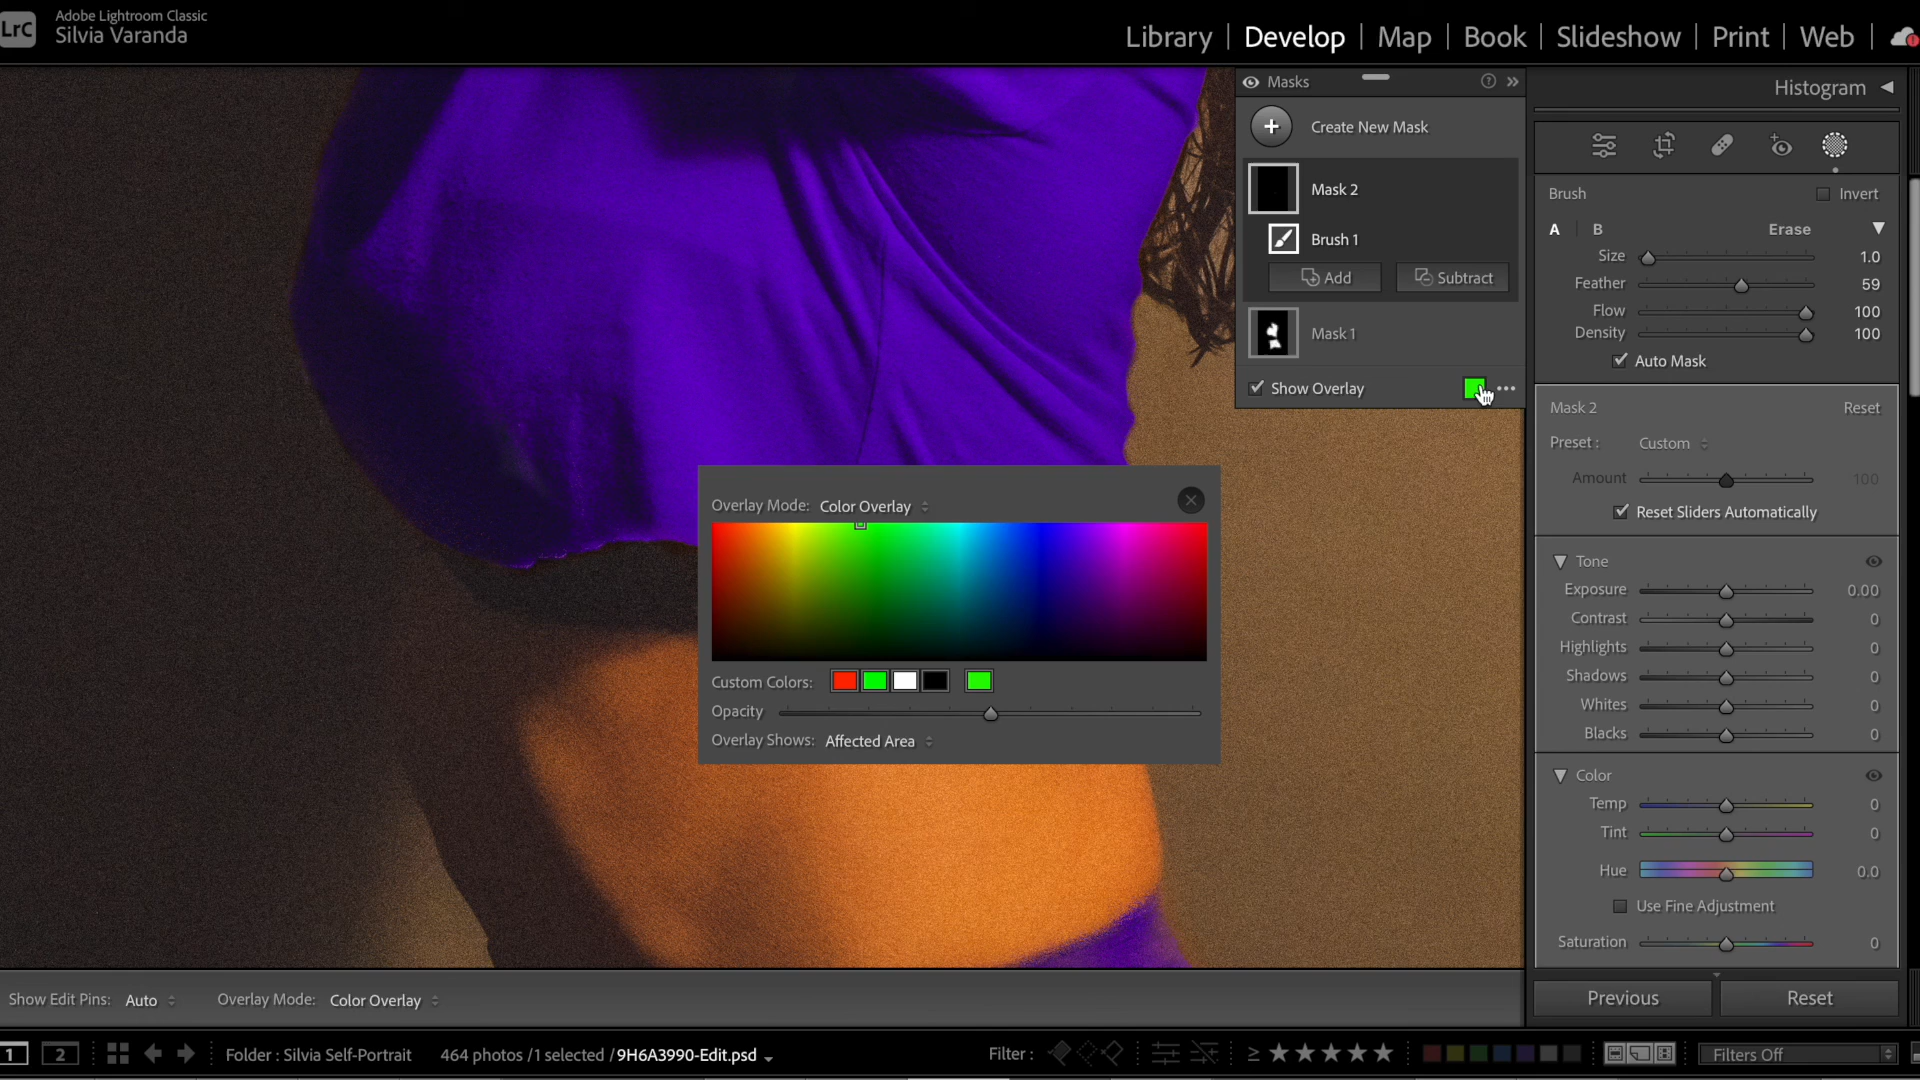 LrC
Adobe Lightroom Classic
Silvia Varanda
Library | Develop | Map | Book | Slideshow | Print | Web |
Masks
Create New Mask
Mask 2
Brush 1
Add Subtract
Mask 1
Show Overlay
Histogram
Brush Invert
A B Erase
Size 1.0
Feather 59
Flow 100
Density 100
Auto Mask
Mask 2 Reset
Preset : Custom
Amount 100
Reset Sliders Automatically
Tone
Exposure 0.00
Contrast 0
Highlights 0
Shadows 0
Whites 0
Blacks 0
Color
Temp 0
Tint 0
Hue 0.0
Use Fine Adjustment
Saturation 0
Previous Reset
Overlay Mode: Color Overlay
Custom Colors:
Opacity
Overlay Shows: Affected Area
Show Edit Pins: Auto Overlay Mode: Color Overlay
1 2 Folder : Silvia Self-Portrait 464 photos /1 selected /9H6A3990-Edit.psd Filter : ≥ ★★★★★ Filters Off